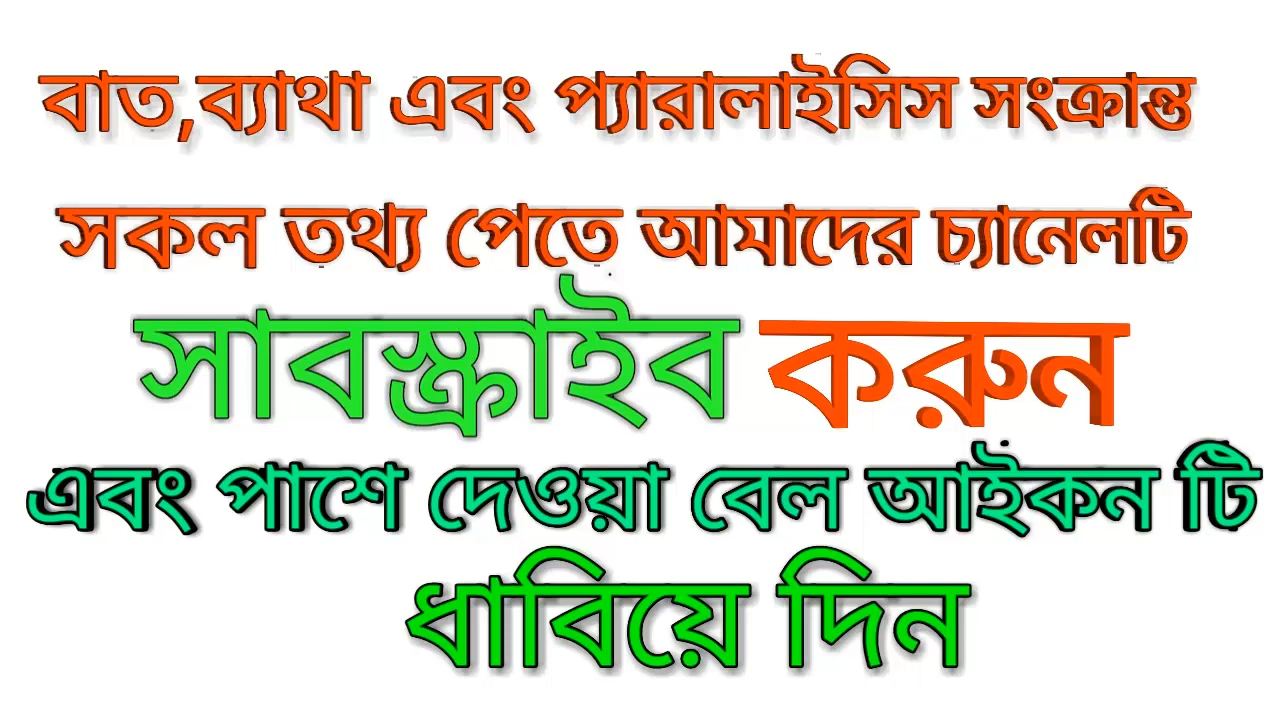 বাত,ব্যাথা এবং প্যারালাইসিস সংক্রান্ত
সকল তথ্য পেতে আমাদের চ্যানেলটি
সাবস্ক্রাইব করুন
এবং পাশে দেওয়া বেল আইকন টি
ধাবিয়ে দিন